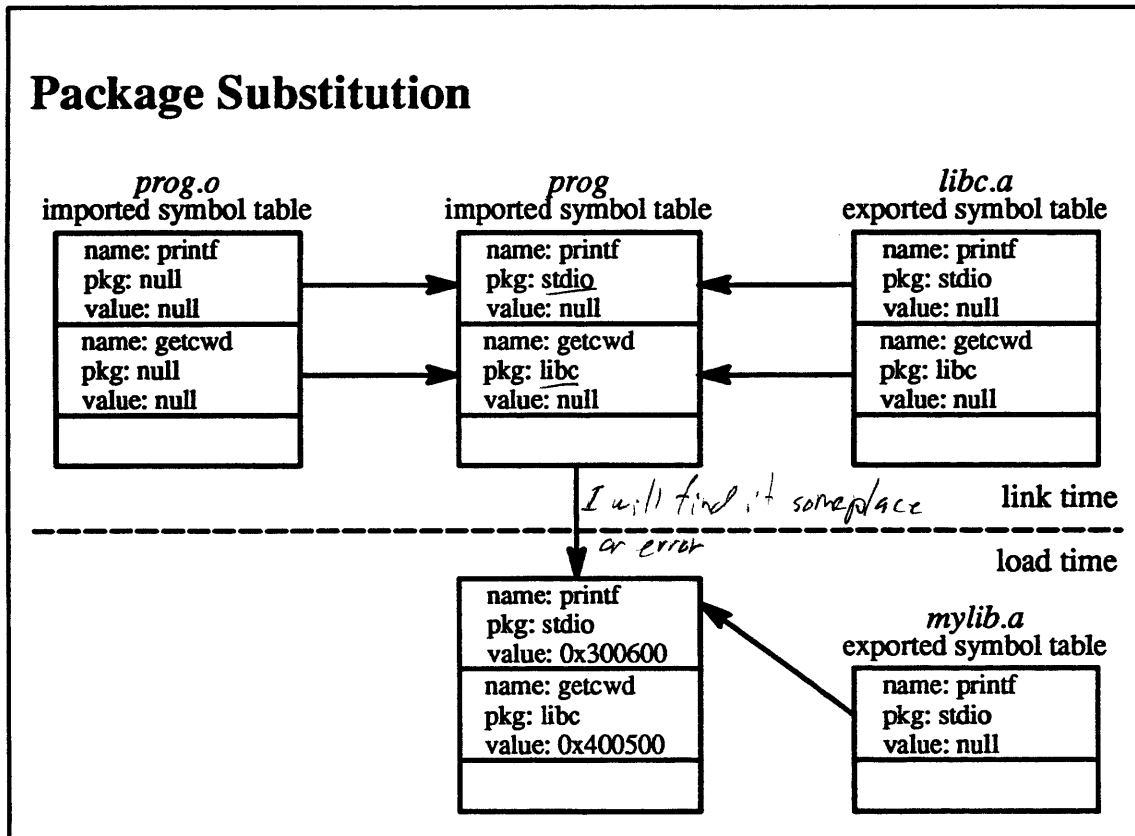 Package Substitution
prog.o
imported symbol table
name: printf
pkg: null
value: null
name: getcwd
pkg: null
value: null
prog
imported symbol table
name: printf
pkg: stdio
value: null
name: getcwd
pkg: libc
value: null
libc.a
exported symbol table
name: printf
pkg: stdio
value: null
name: getcwd
pkg: libc
value: null
I will find it someplace
or error
link time
load time
name: printf
pkg: stdio
value: 0x300600
name: getcwd
pkg: libc
value: 0x400500
mylib.a
exported symbol table
name: printf
pkg: stdio
value: null